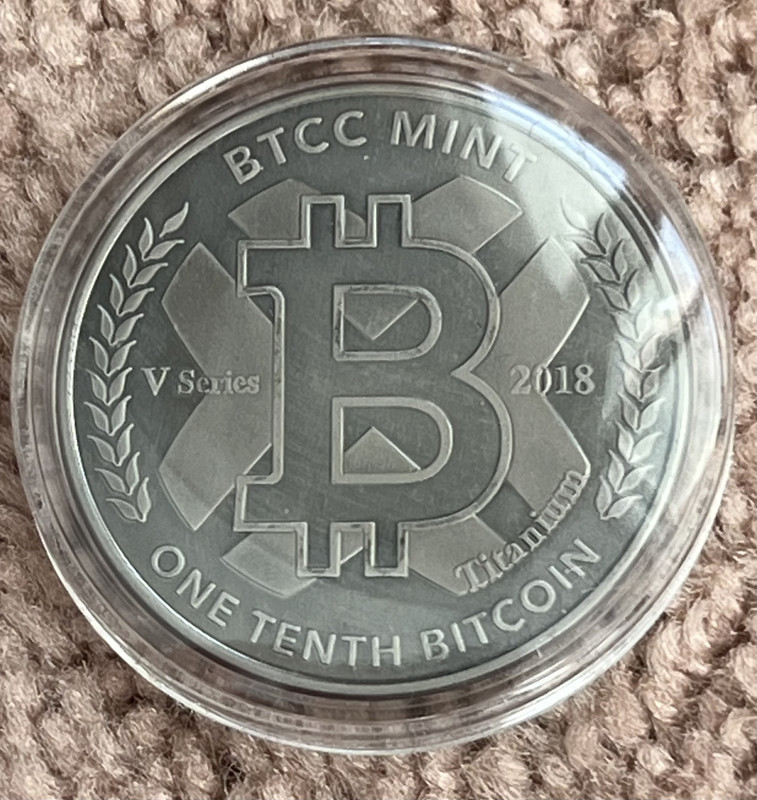 BTCC MINT
V Series
2018
Titanium
ONE TENTH BITCOIN